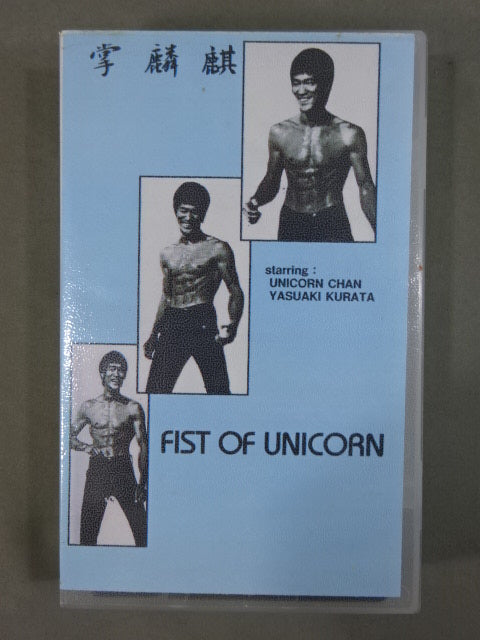 掌麟麒
starring :
UNICORN CHAN
YASUAKI KURATA
FIST OF UNICORN